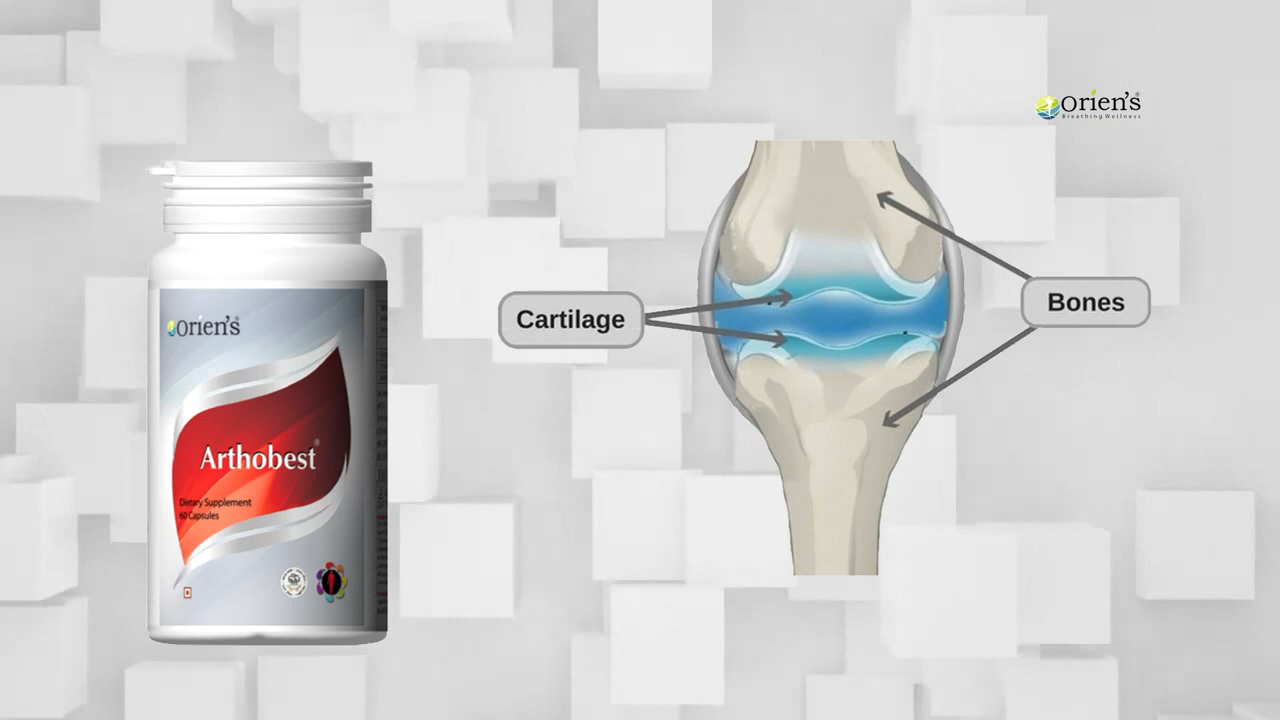 Orien's®
Breathing Wellness
Orien's
Arthobest®
Dietary Supplement
60 Capsules
Cartilage
Bones